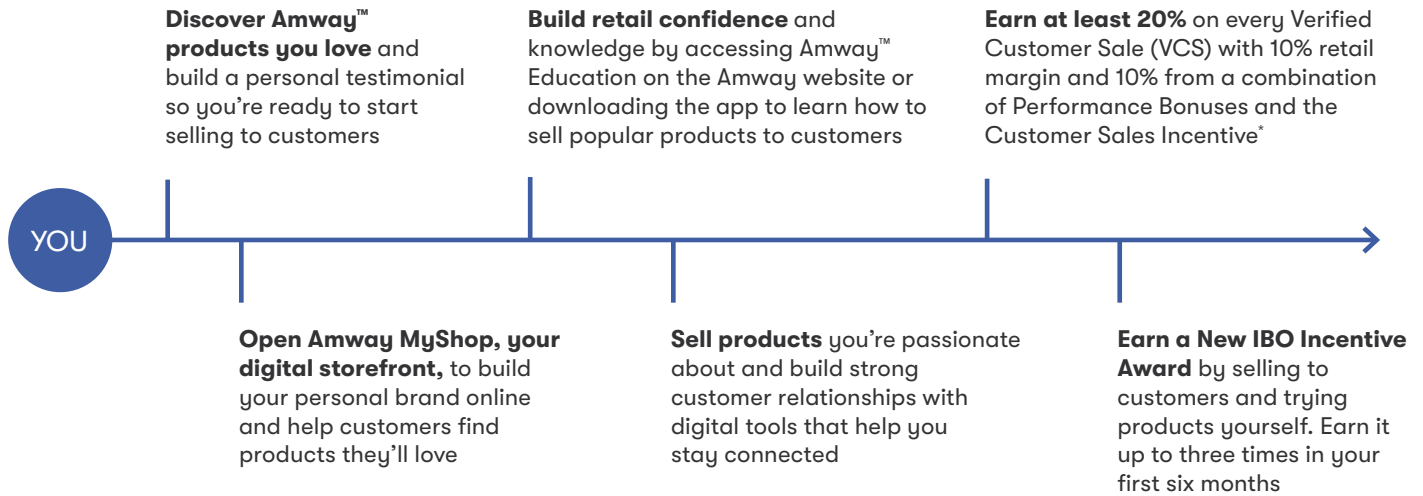 YOU
Discover Amway™
products you love and
build a personal testimonial
so you're ready to start
selling to customers
Open Amway MyShop, your
digital storefront, to build
your personal brand online
and help customers find
products they'll love
Build retail confidence and
knowledge by accessing Amway™
Education on the Amway website or
downloading the app to learn how to
sell popular products to customers
Sell products you're passionate
about and build strong
customer relationships with
digital tools that help you
stay connected
Earn at least 20% on every Verified
Customer Sale (VCS) with 10% retail
margin and 10% from a combination
of Performance Bonuses and the
Customer Sales Incentive*
Earn a New IBO Incentive
Award by selling to
customers and trying
products yourself. Earn it
up to three times in your
first six months